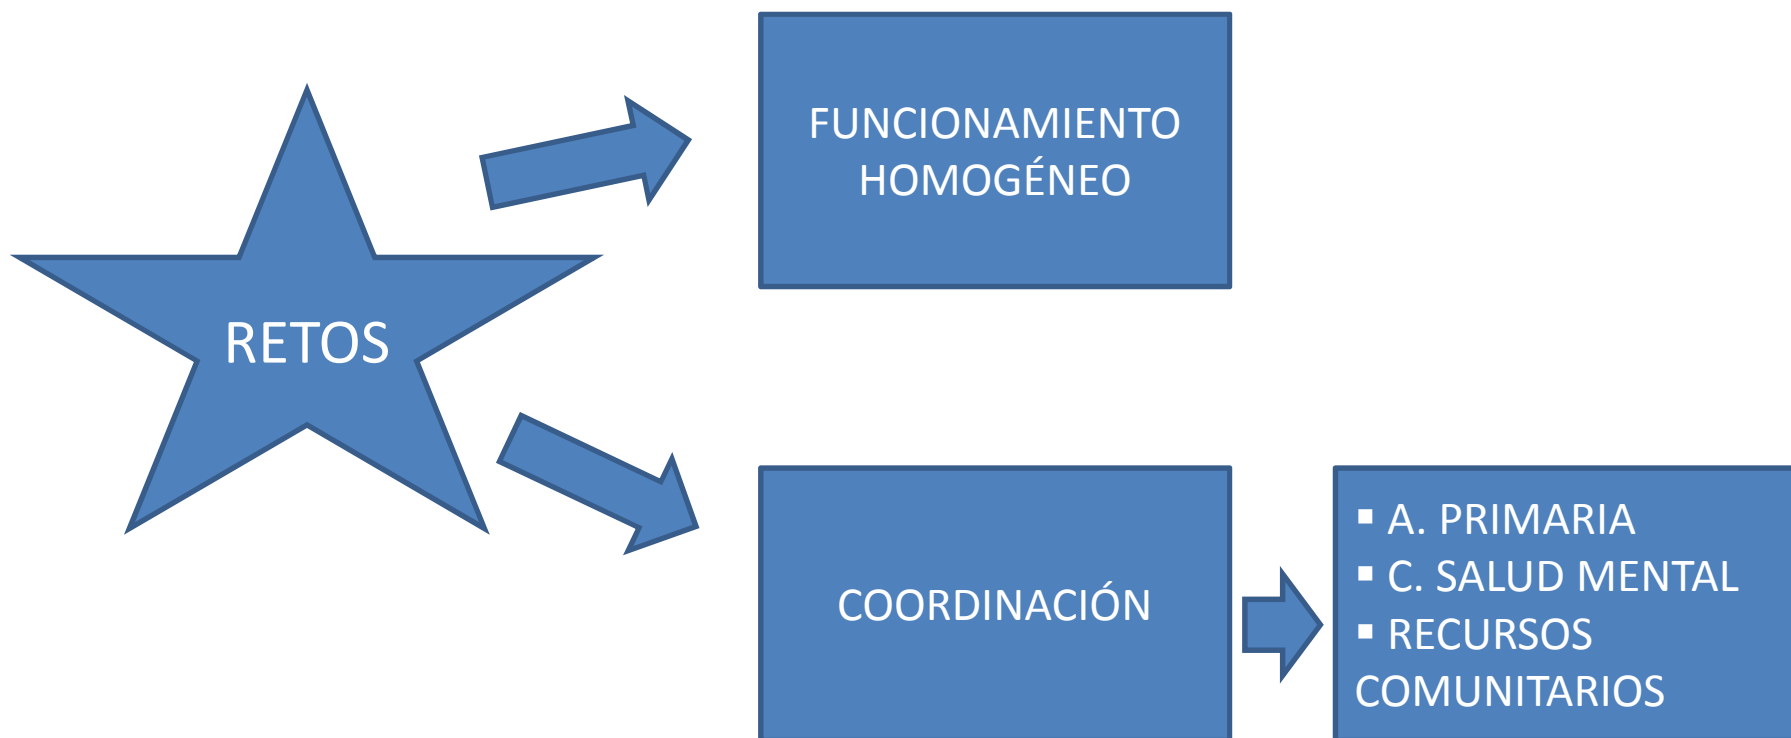 RETOS
FUNCIONAMIENTO
HOMOGÉNEO
COORDINACIÓN
▪ A. PRIMARIA
▪ C. SALUD MENTAL
▪ RECURSOS
COMUNITARIOS